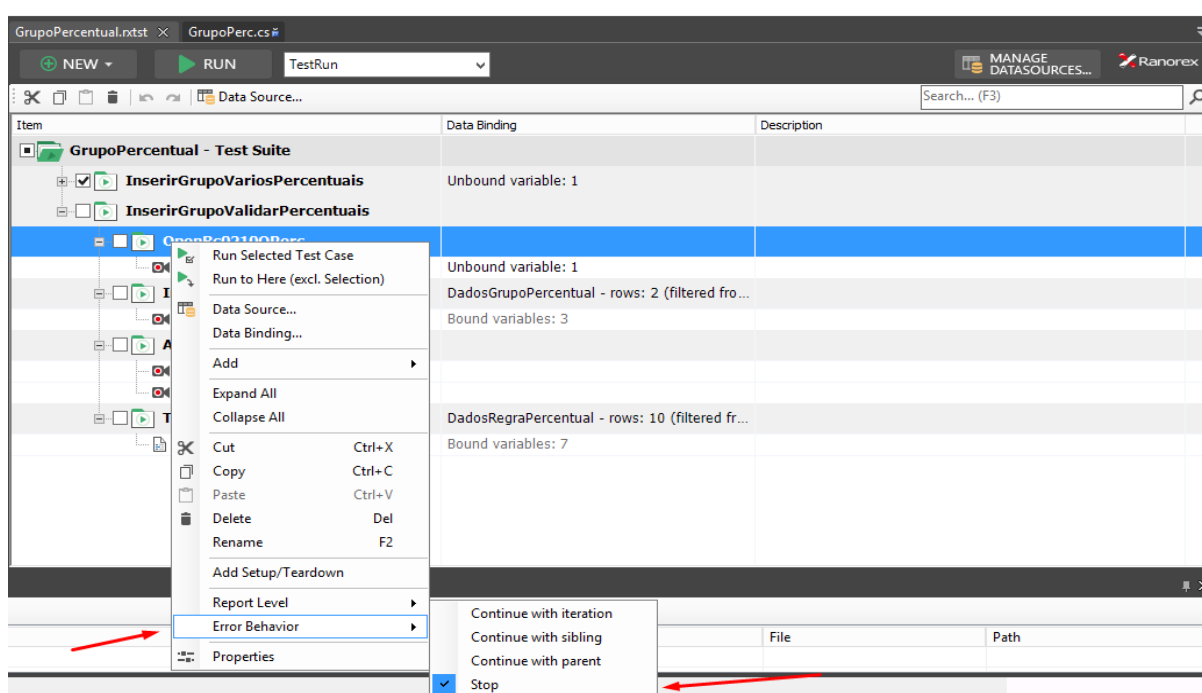 GrupoPercentual.rxtst GrupoPerc.cs
NEW RUN TestRun MANAGE DATASOURCES... Ranorex
Data Source... Search... (F3)
Item Data Binding Description
GrupoPercentual - Test Suite
InserirGrupoVariosPercentuais Unbound variable: 1
InserirGrupoValidarPercentuais
Run Selected Test Case
Unbound variable: 1
Run to Here (excl. Selection)
I DadosGrupoPercentual - rows: 2 (filtered fro...
Data Source...
Bound variables: 3
Data Binding...
A
Add
Expand All
Collapse All
T DadosRegraPercentual - rows: 10 (filtered fr...
Cut Ctrl+X
Bound variables: 7
Copy Ctrl+C
Paste Ctrl+V
Delete Del
Rename F2
Add Setup/Teardown
Report Level
Error Behavior
Properties
Continue with iteration
Continue with sibling
Continue with parent
Stop
File Path